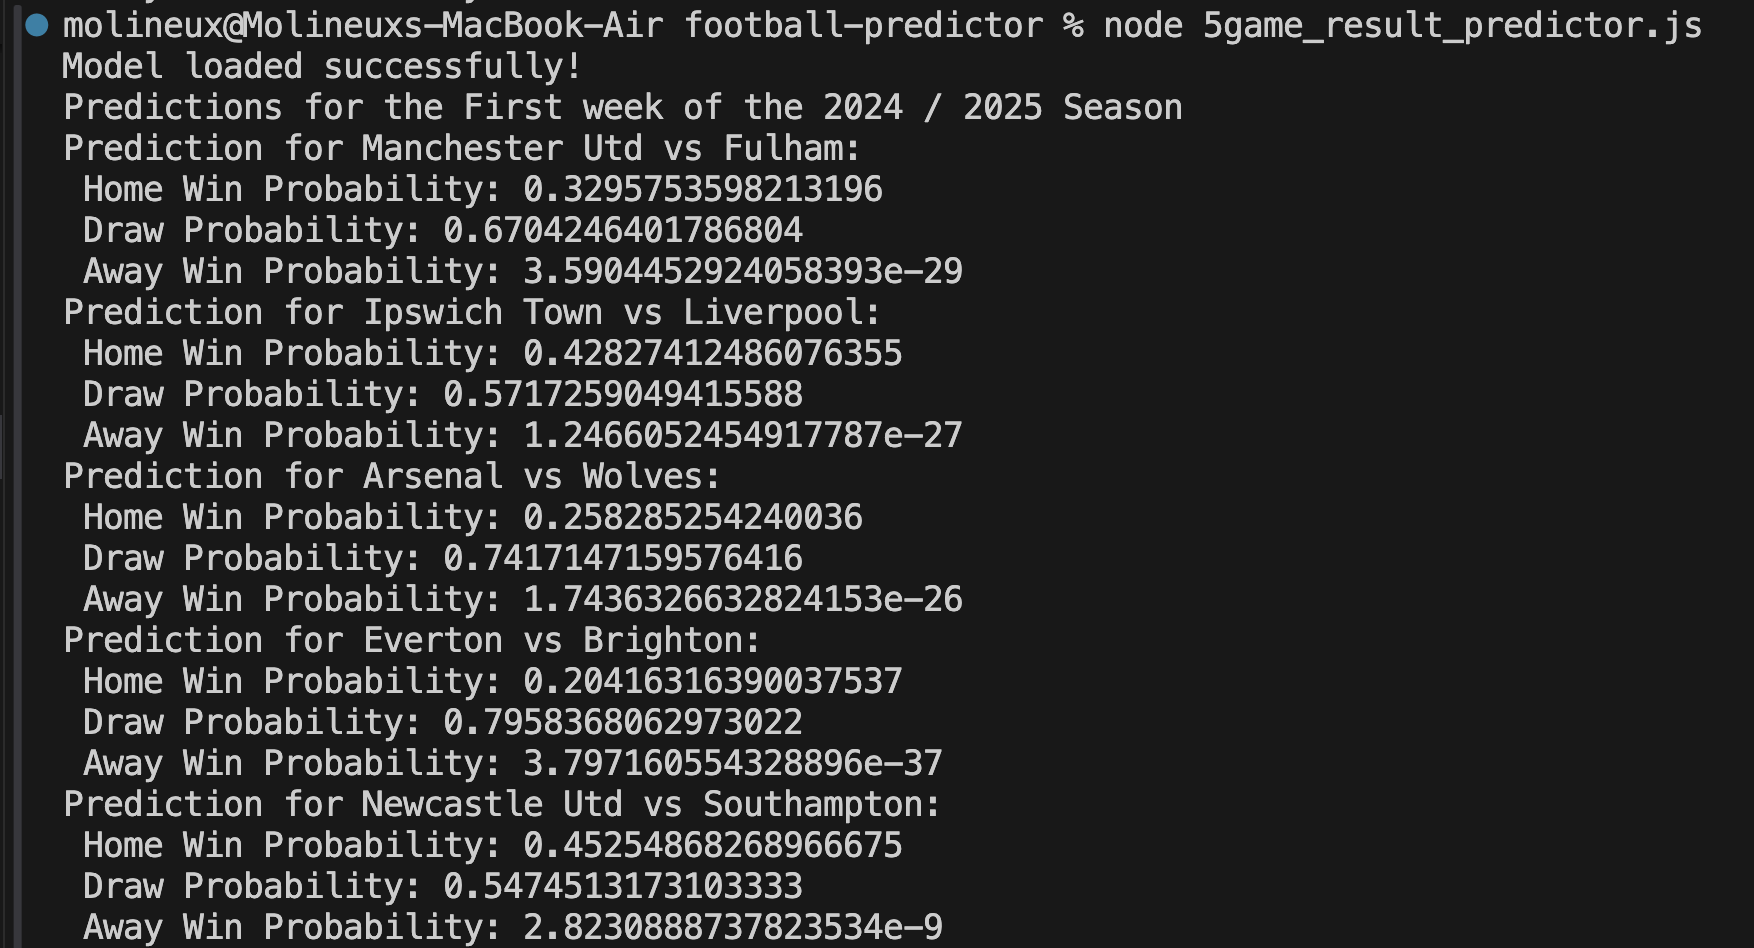 molineux@Molineuxs-MacBook-Air football-predictor % node 5game_result_predictor.js
Model loaded successfully!
Predictions for the First week of the 2024 / 2025 Season
Prediction for Manchester Utd vs Fulham:
Home Win Probability: 0.3295753598213196
Draw Probability: 0.6704246401786804
Away Win Probability: 3.5904452924058393e-29
Prediction for Ipswich Town vs Liverpool:
Home Win Probability: 0.42827412486076355
Draw Probability: 0.5717259049415588
Away Win Probability: 1.2466052454917787e-27
Prediction for Arsenal vs Wolves:
Home Win Probability: 0.258285254240036
Draw Probability: 0.7417147159576416
Away Win Probability: 1.7436326632824153e-26
Prediction for Everton vs Brighton:
Home Win Probability: 0.20416316390037537
Draw Probability: 0.7958368062973022
Away Win Probability: 3.797160554328896e-37
Prediction for Newcastle Utd vs Southampton:
Home Win Probability: 0.45254868268966675
Draw Probability: 0.5474513173103333
Away Win Probability: 2.8230888737823534e-9